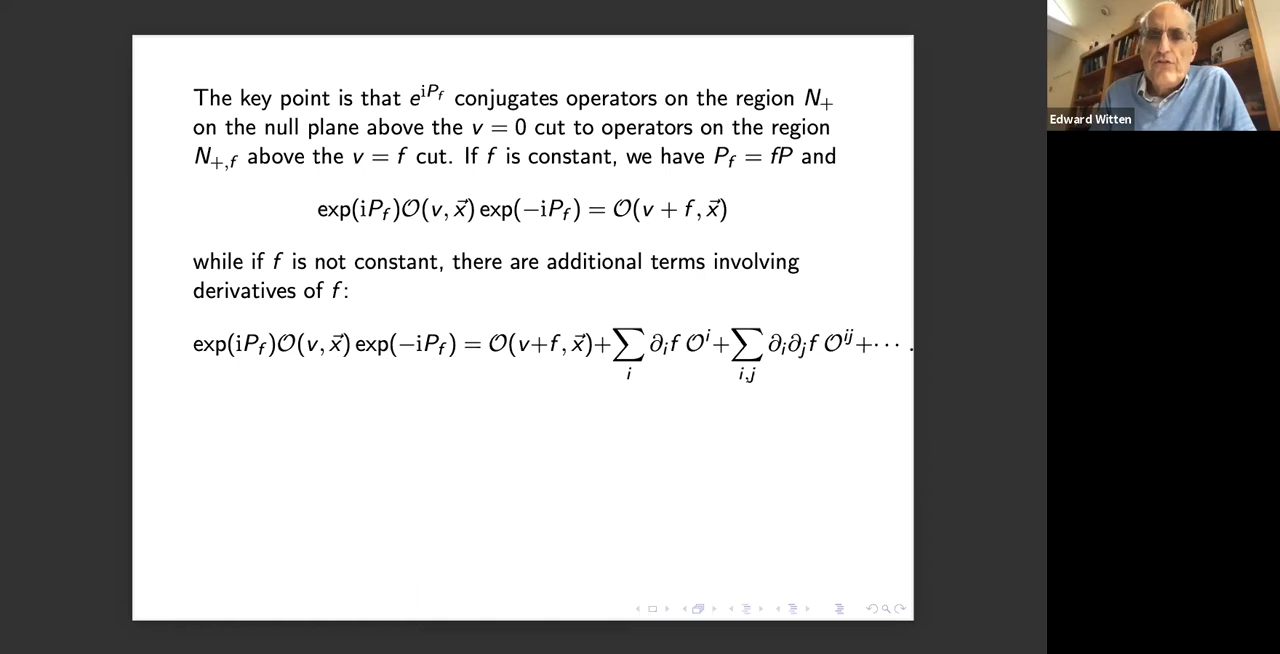 The key point is that e^{iP_f} conjugates operators on the region N_+
on the null plane above the v = 0 cut to operators on the region
N_{+,f} above the v = f cut. If f is constant, we have P_f = fP and
exp(iP_f)𝒪(v, x⃗) exp(−iP_f) = 𝒪(v + f, x⃗)
while if f is not constant, there are additional terms involving
derivatives of f:
exp(iP_f)𝒪(v, x⃗) exp(−iP_f) = 𝒪(v+f, x⃗)+∑_i ∂_i f 𝒪^i+∑_{i,j} ∂_i∂_j f 𝒪^{ij}+··· .
Edward Witten